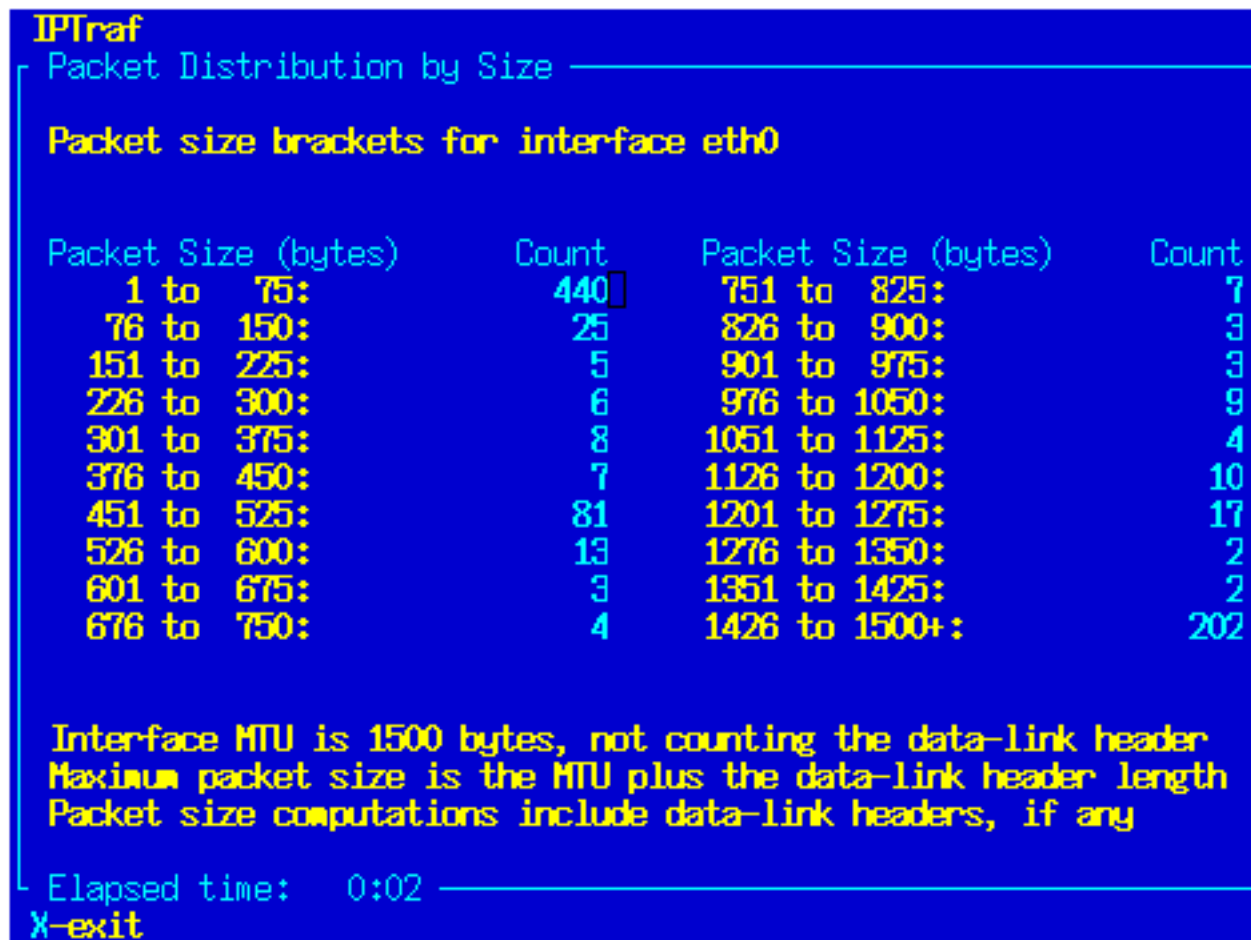 IPTraf
Packet Distribution by Size
Packet size brackets for interface eth0
Packet Size (bytes) Count Packet Size (bytes) Count
1 to 75: 440 751 to 825: 7
76 to 150: 25 826 to 900: 3
151 to 225: 5 901 to 975: 3
226 to 300: 6 976 to 1050: 9
301 to 375: 8 1051 to 1125: 4
376 to 450: 7 1126 to 1200: 10
451 to 525: 81 1201 to 1275: 17
526 to 600: 13 1276 to 1350: 2
601 to 675: 3 1351 to 1425: 2
676 to 750: 4 1426 to 1500+: 202
Interface MTU is 1500 bytes, not counting the data-link header
Maximum packet size is the MTU plus the data-link header length
Packet size computations include data-link headers, if any
Elapsed time: 0:02
X-exit